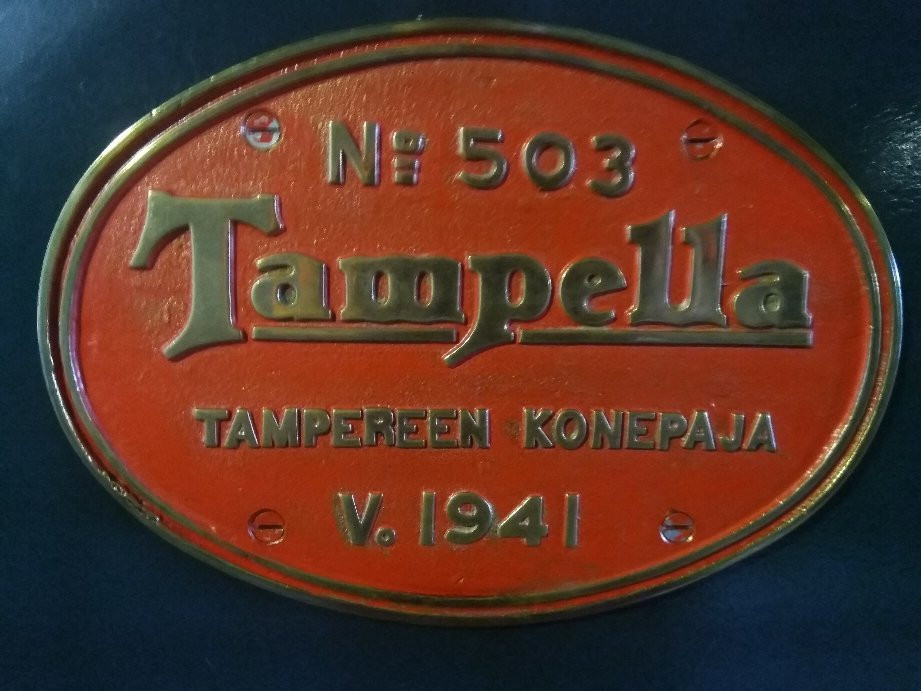 Nº 503
Tampella
TAMPEREEN KONEPAJA
V. 1941